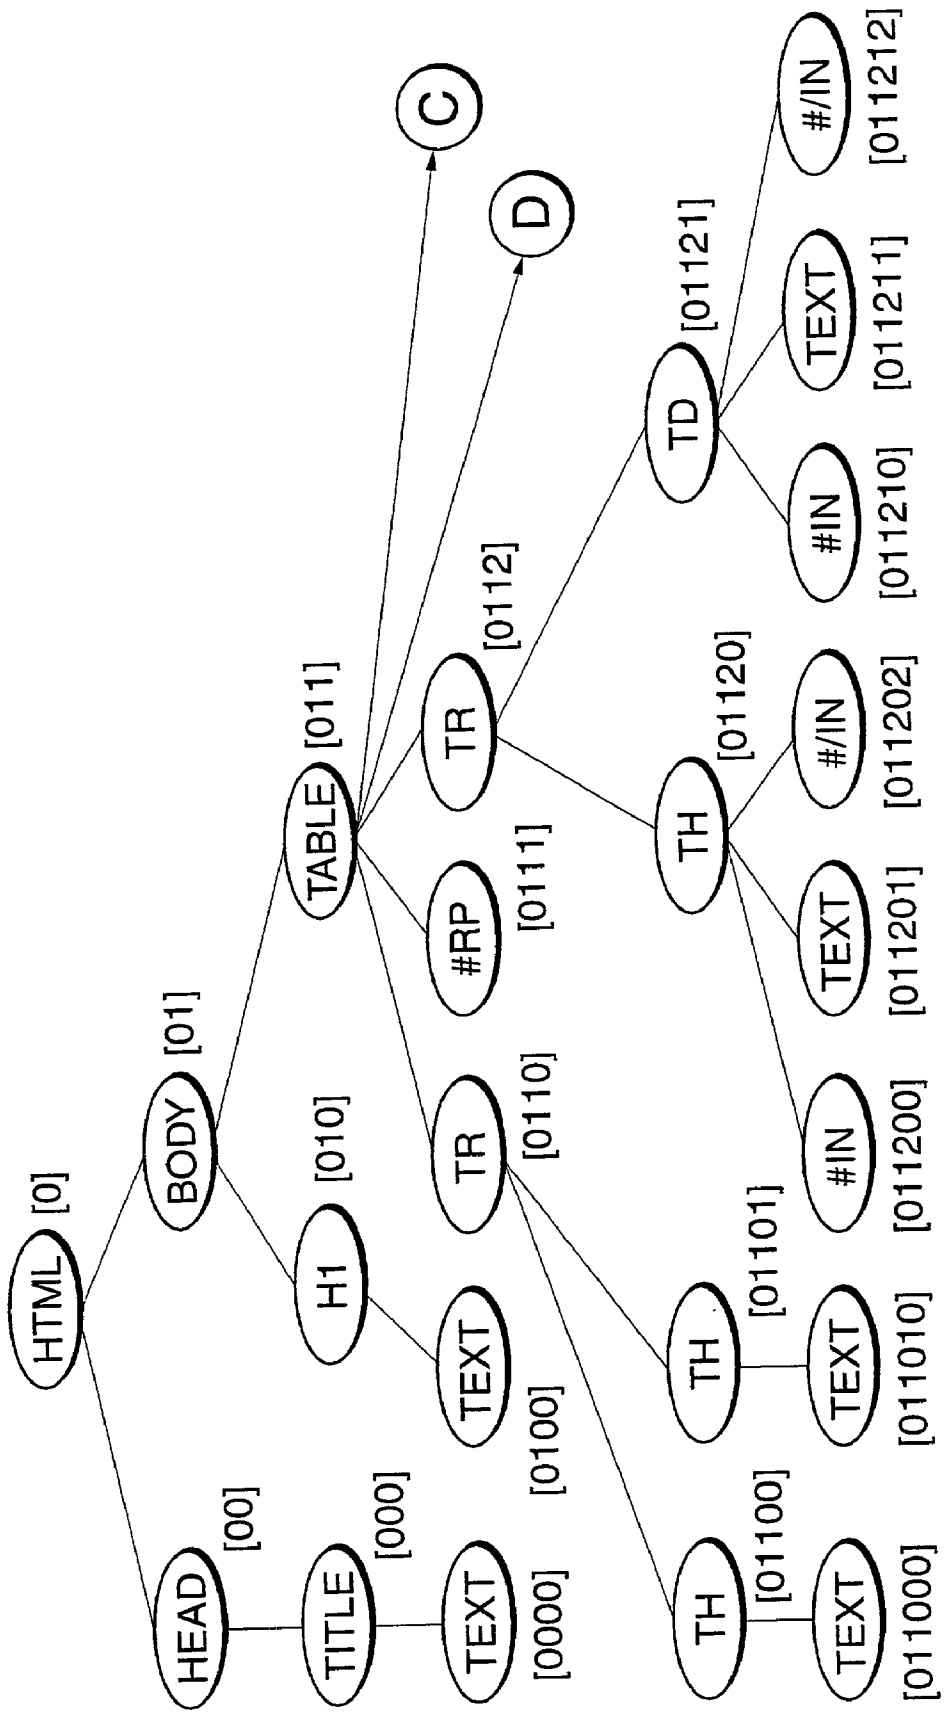 HTML [0]
HEAD [00]
BODY [01]
TITLE [000]
H1 [010]
TABLE [011]
TEXT [0000]
TEXT [0100]
TR [0110]
#RP [0111]
TR [0112]
D
C
TH [01100]
TH [01101]
TH [01120]
TD [01121]
TEXT [011000]
TEXT [011010]
#IN [011200]
TEXT [011201]
#/IN [011202]
#IN [011210]
TEXT [011211]
#/IN [011212]